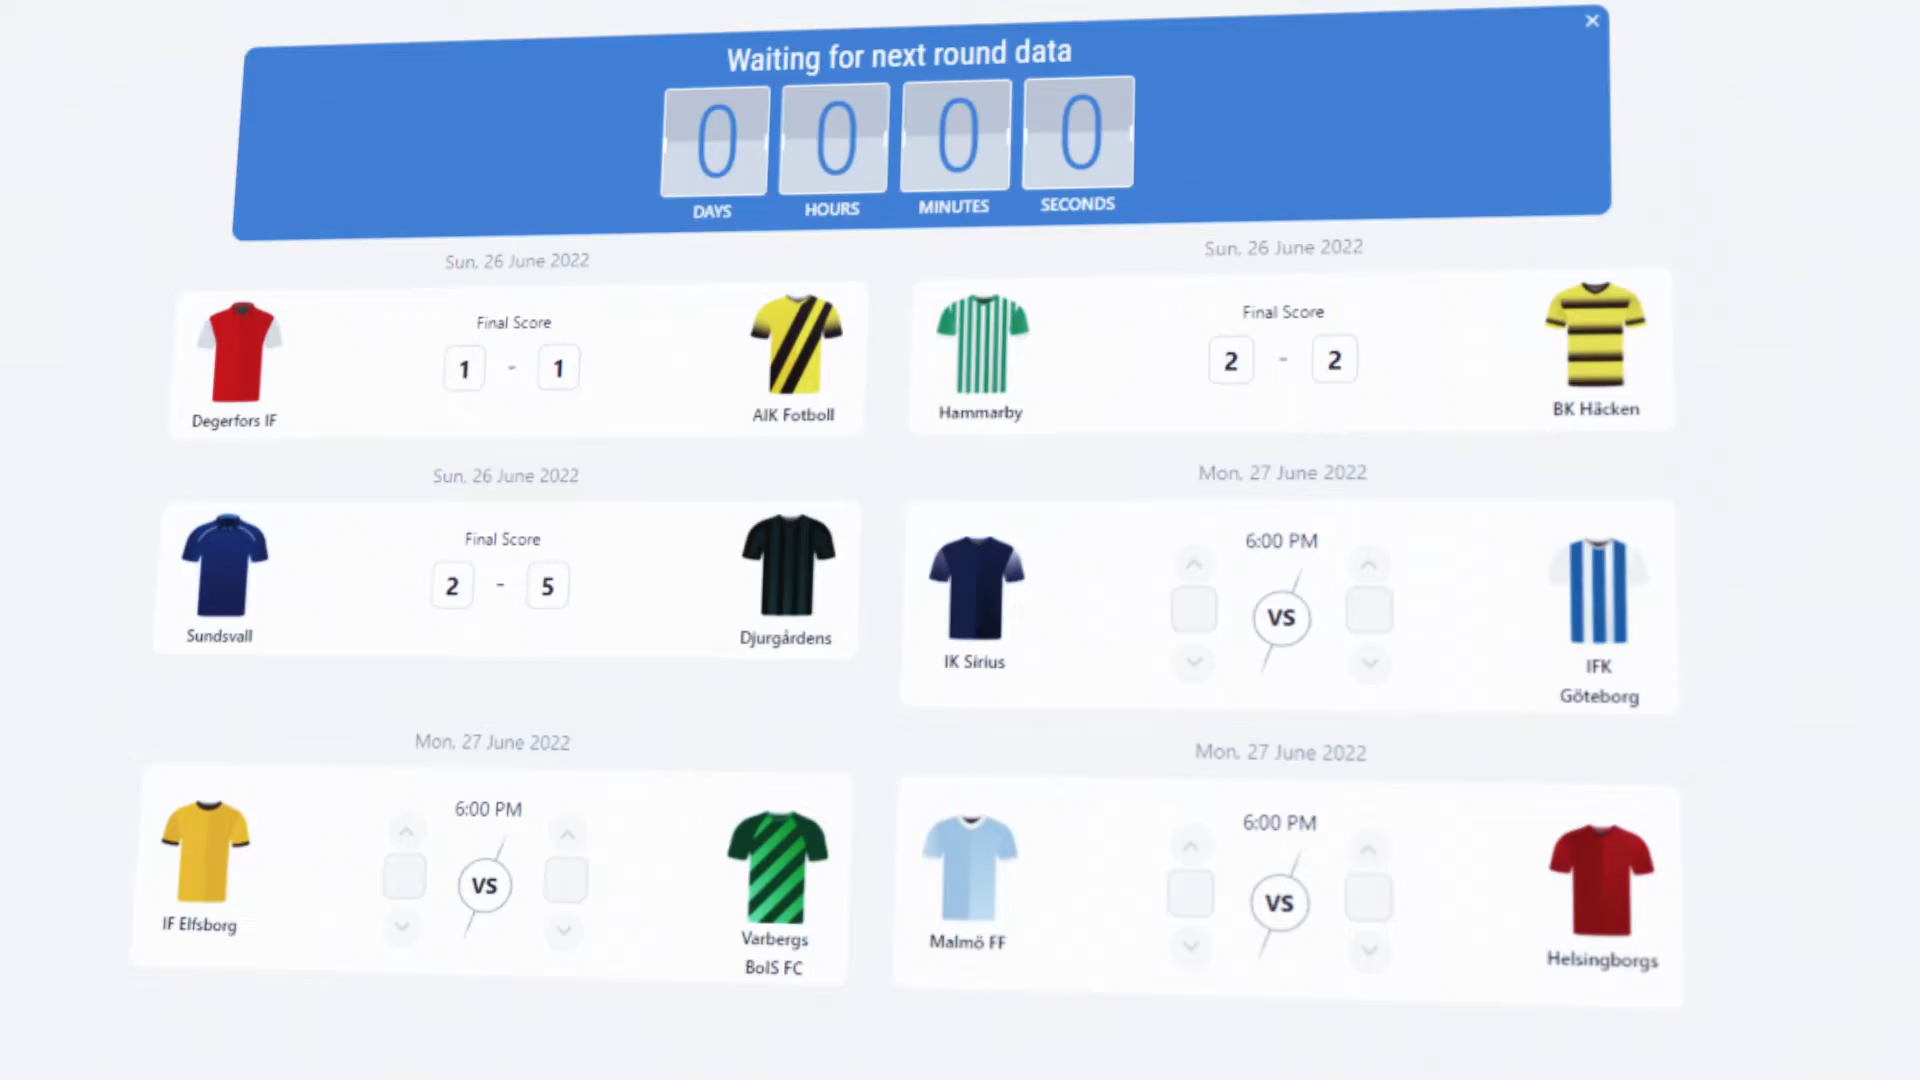 Waiting for next round data
0 0 0 0
DAYS HOURS MINUTES SECONDS
Sun, 26 June 2022
Final Score
1 - 1
Degerfors IF
AIK Fotboll
Sun, 26 June 2022
Final Score
2 - 2
Hammarby
BK Häcken
Sun, 26 June 2022
Final Score
2 - 5
Sundsvall
Djurgårdens
Mon, 27 June 2022
6:00 PM
VS
IK Sirius
IFK
Göteborg
Mon, 27 June 2022
6:00 PM
VS
IF Elfsborg
Varbergs
BoIS FC
Mon, 27 June 2022
6:00 PM
VS
Malmö FF
Helsingborgs